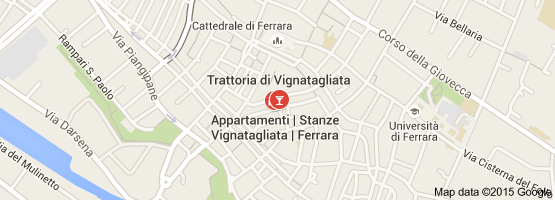 Cattedrale di Ferrara
Via Bellaria
Corso della Giovecca
Via Piangipane
Rampari S. Paolo
Trattoria di Vignatagliata
Appartamenti | Stanze
Vignatagliata | Ferrara
Università
di Ferrara
Via Darsena
Via del Mulinetto
Via Cisterna del
Map data ©2015 Google